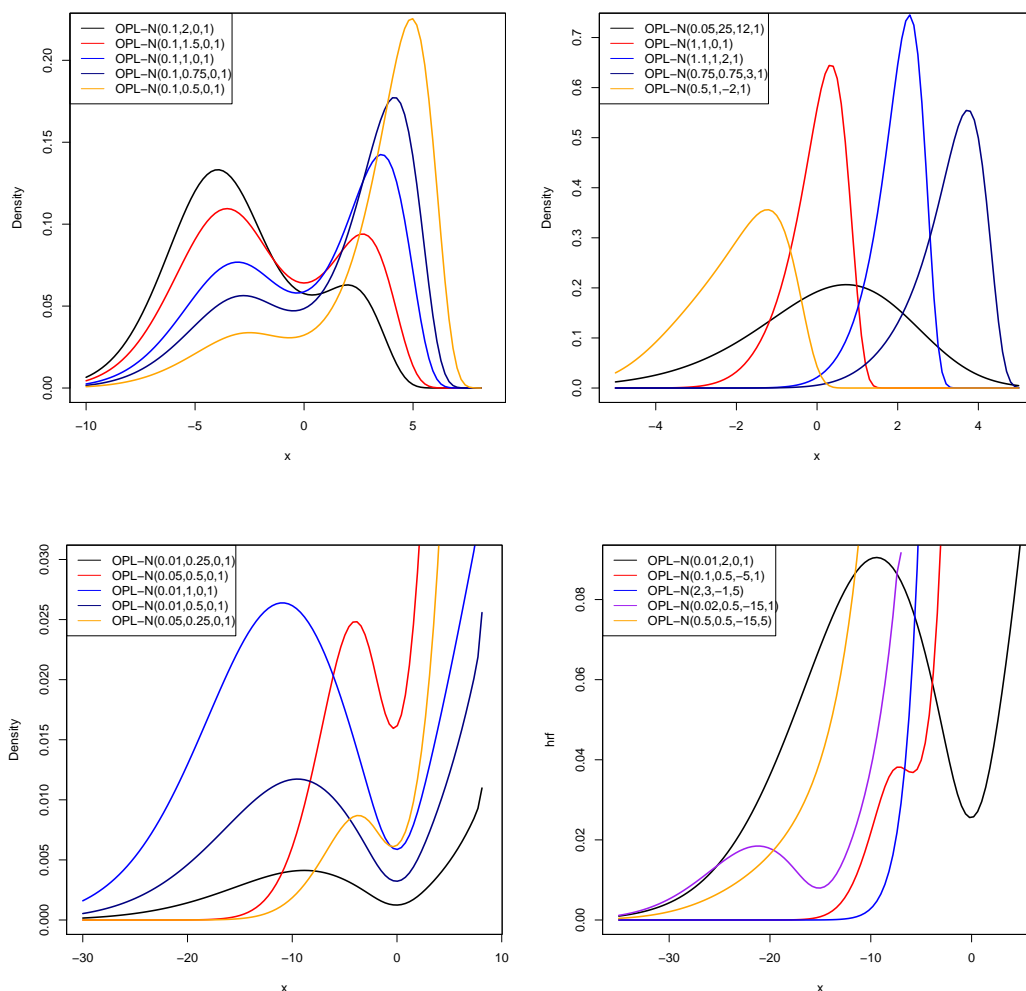 OPL−N(0.1,2,0,1)
OPL−N(0.1,1.5,0,1)
OPL−N(0.1,1,0,1)
OPL−N(0.1,0.75,0,1)
OPL−N(0.1,0.5,0,1)
Density
0.00 0.05 0.10 0.15 0.20
−10 −5 0 5
x
OPL−N(0.05,25,12,1)
OPL−N(1,1,0,1)
OPL−N(1.1,1,2,1)
OPL−N(0.75,0.75,3,1)
OPL−N(0.5,1,−2,1)
Density
0.0 0.1 0.2 0.3 0.4 0.5 0.6 0.7
−4 −2 0 2 4
x
OPL−N(0.01,0.25,0,1)
OPL−N(0.05,0.5,0,1)
OPL−N(0.01,1,0,1)
OPL−N(0.01,0.5,0,1)
OPL−N(0.05,0.25,0,1)
Density
0.000 0.005 0.010 0.015 0.020 0.025 0.030
−30 −20 −10 0 10
x
OPL−N(0.01,2,0,1)
OPL−N(0.1,0.5,−5,1)
OPL−N(2,3,−1,5)
OPL−N(0.02,0.5,−15,1)
OPL−N(0.5,0.5,−15,5)
hrf
0.00 0.02 0.04 0.06 0.08
−30 −20 −10 0
x